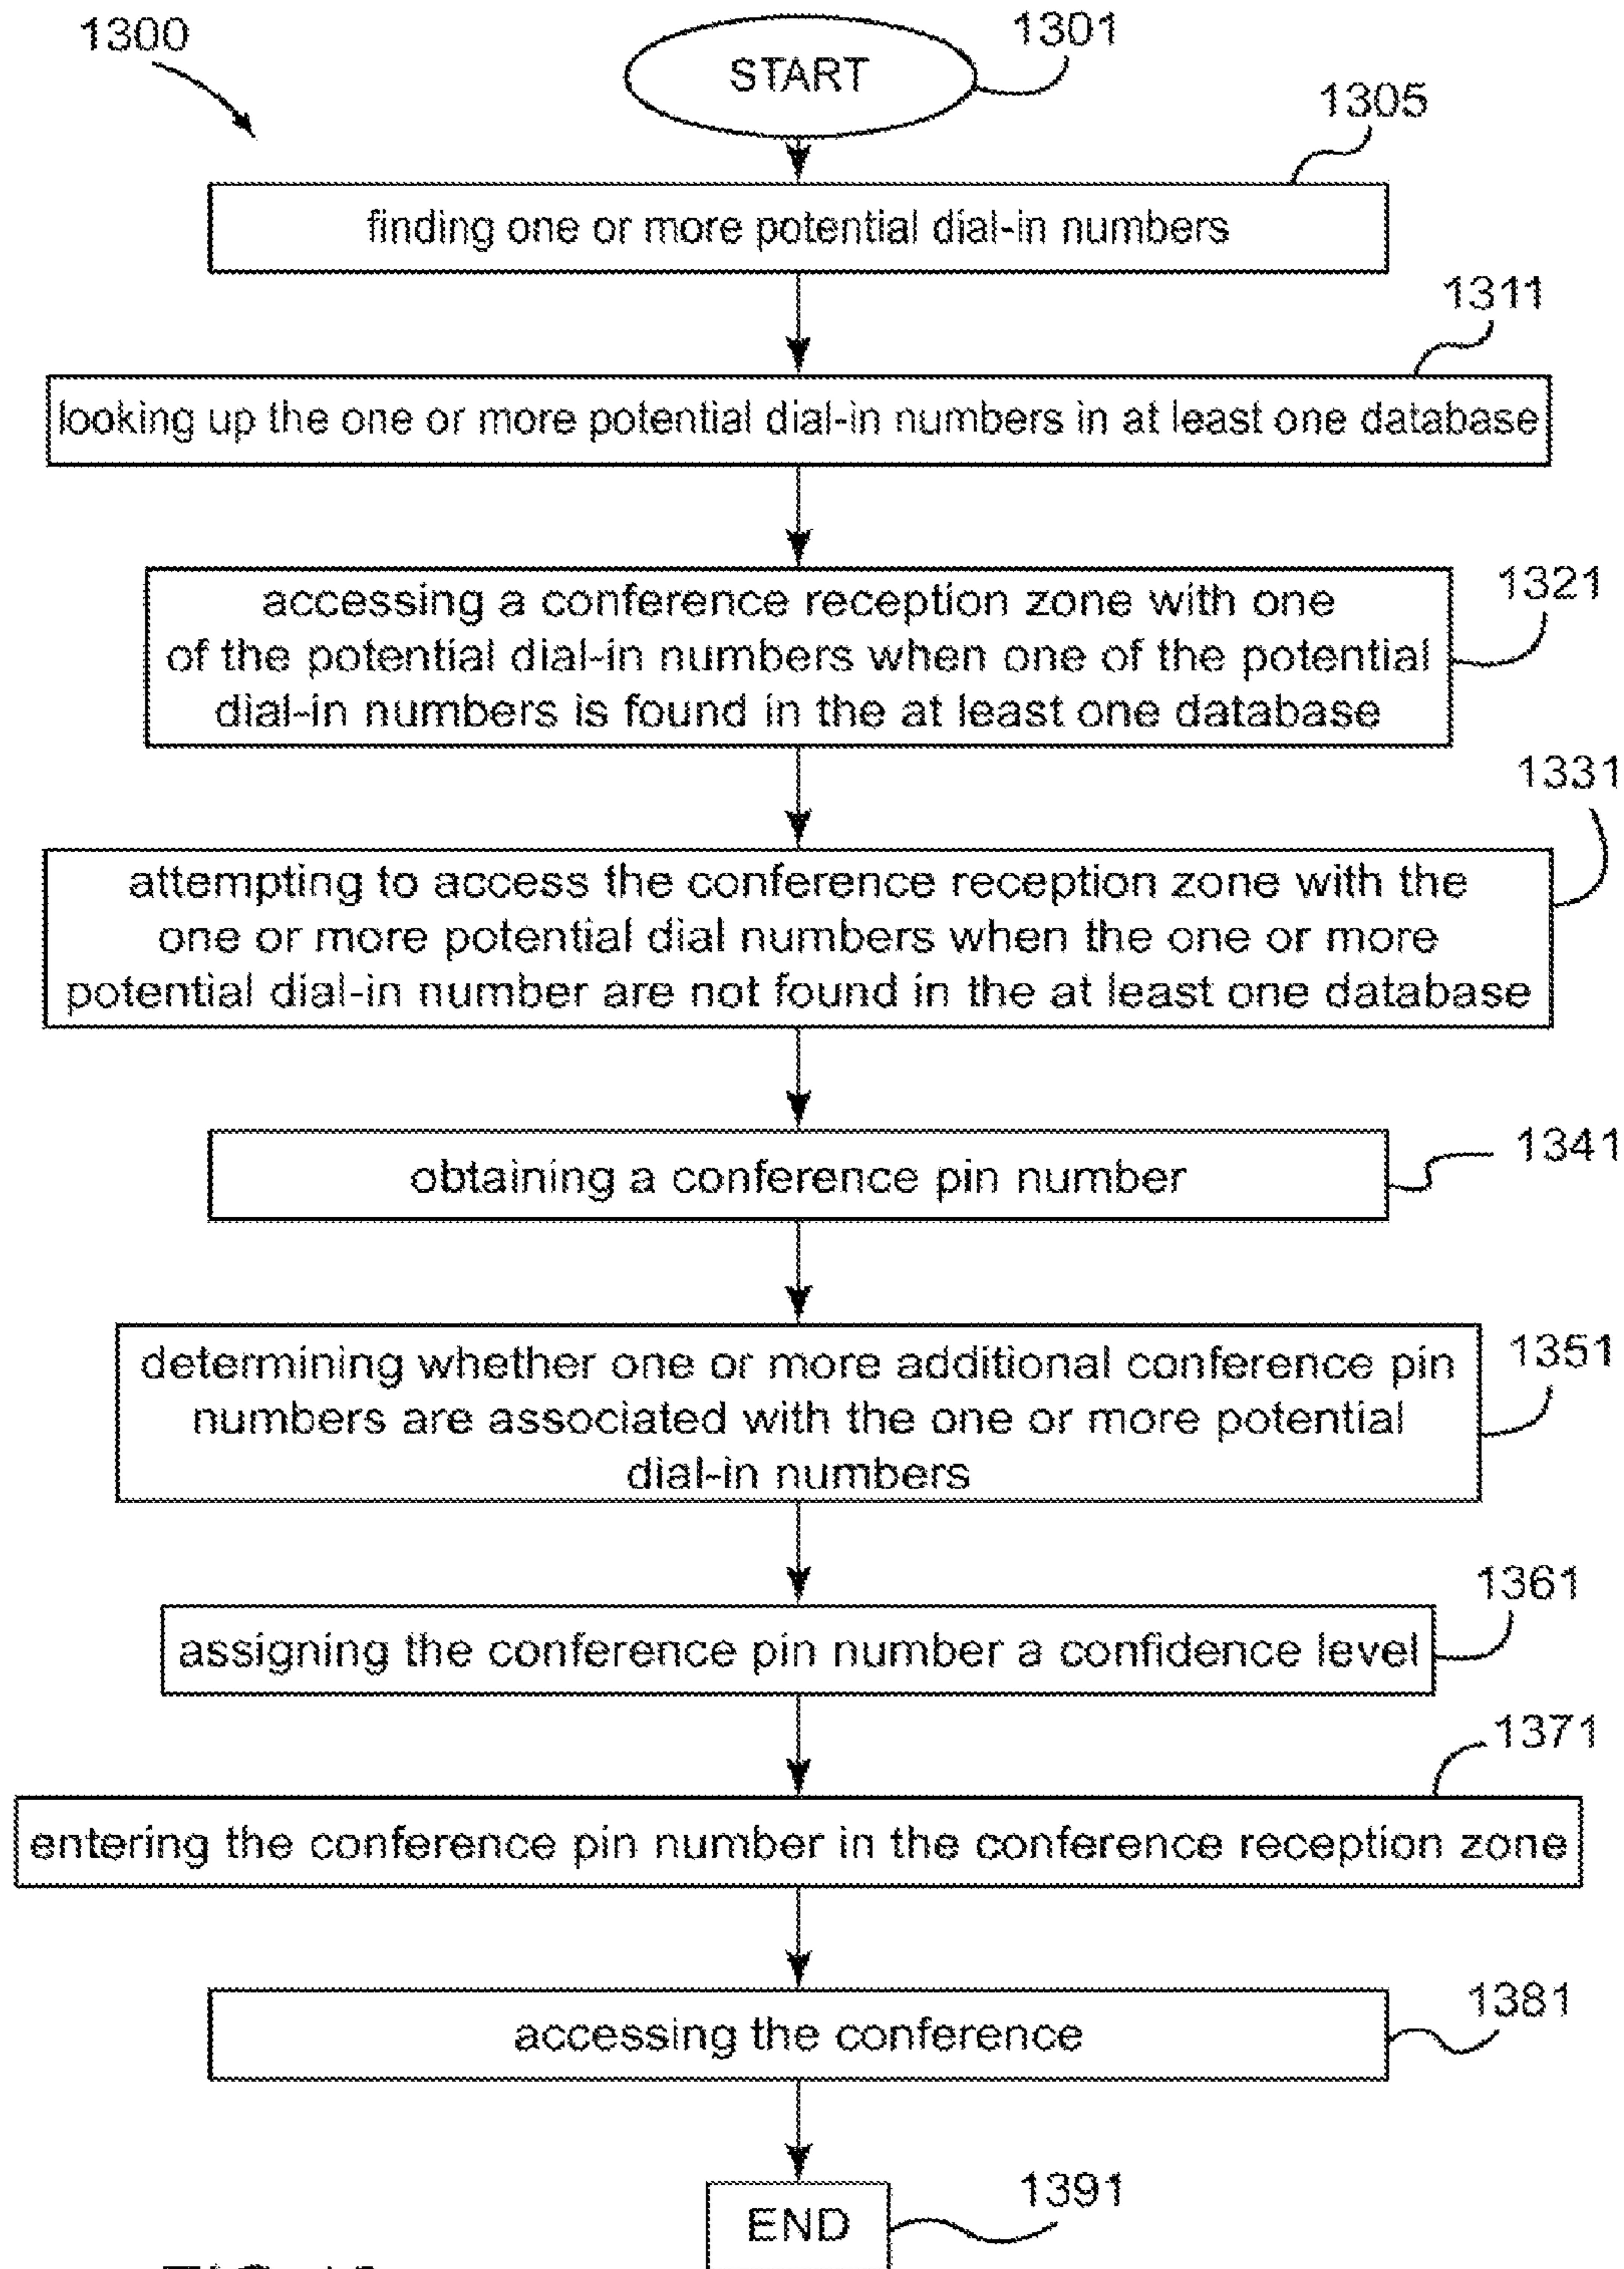 1300
START
1301
1305
finding one or more potential dial-in numbers
1311
looking up the one or more potential dial-in numbers in at least one database
1321
accessing a conference reception zone with one
of the potential dial-in numbers when one of the potential
dial-in numbers is found in the at least one database
1331
attempting to access the conference reception zone with the
one or more potential dial numbers when the one or more
potential dial-in number are not found in the at least one database
1341
obtaining a conference pin number
1351
determining whether one or more additional conference pin
numbers are associated with the one or more potential
dial-in numbers
1361
assigning the conference pin number a confidence level
1371
entering the conference pin number in the conference reception zone
1381
accessing the conference
1391
END